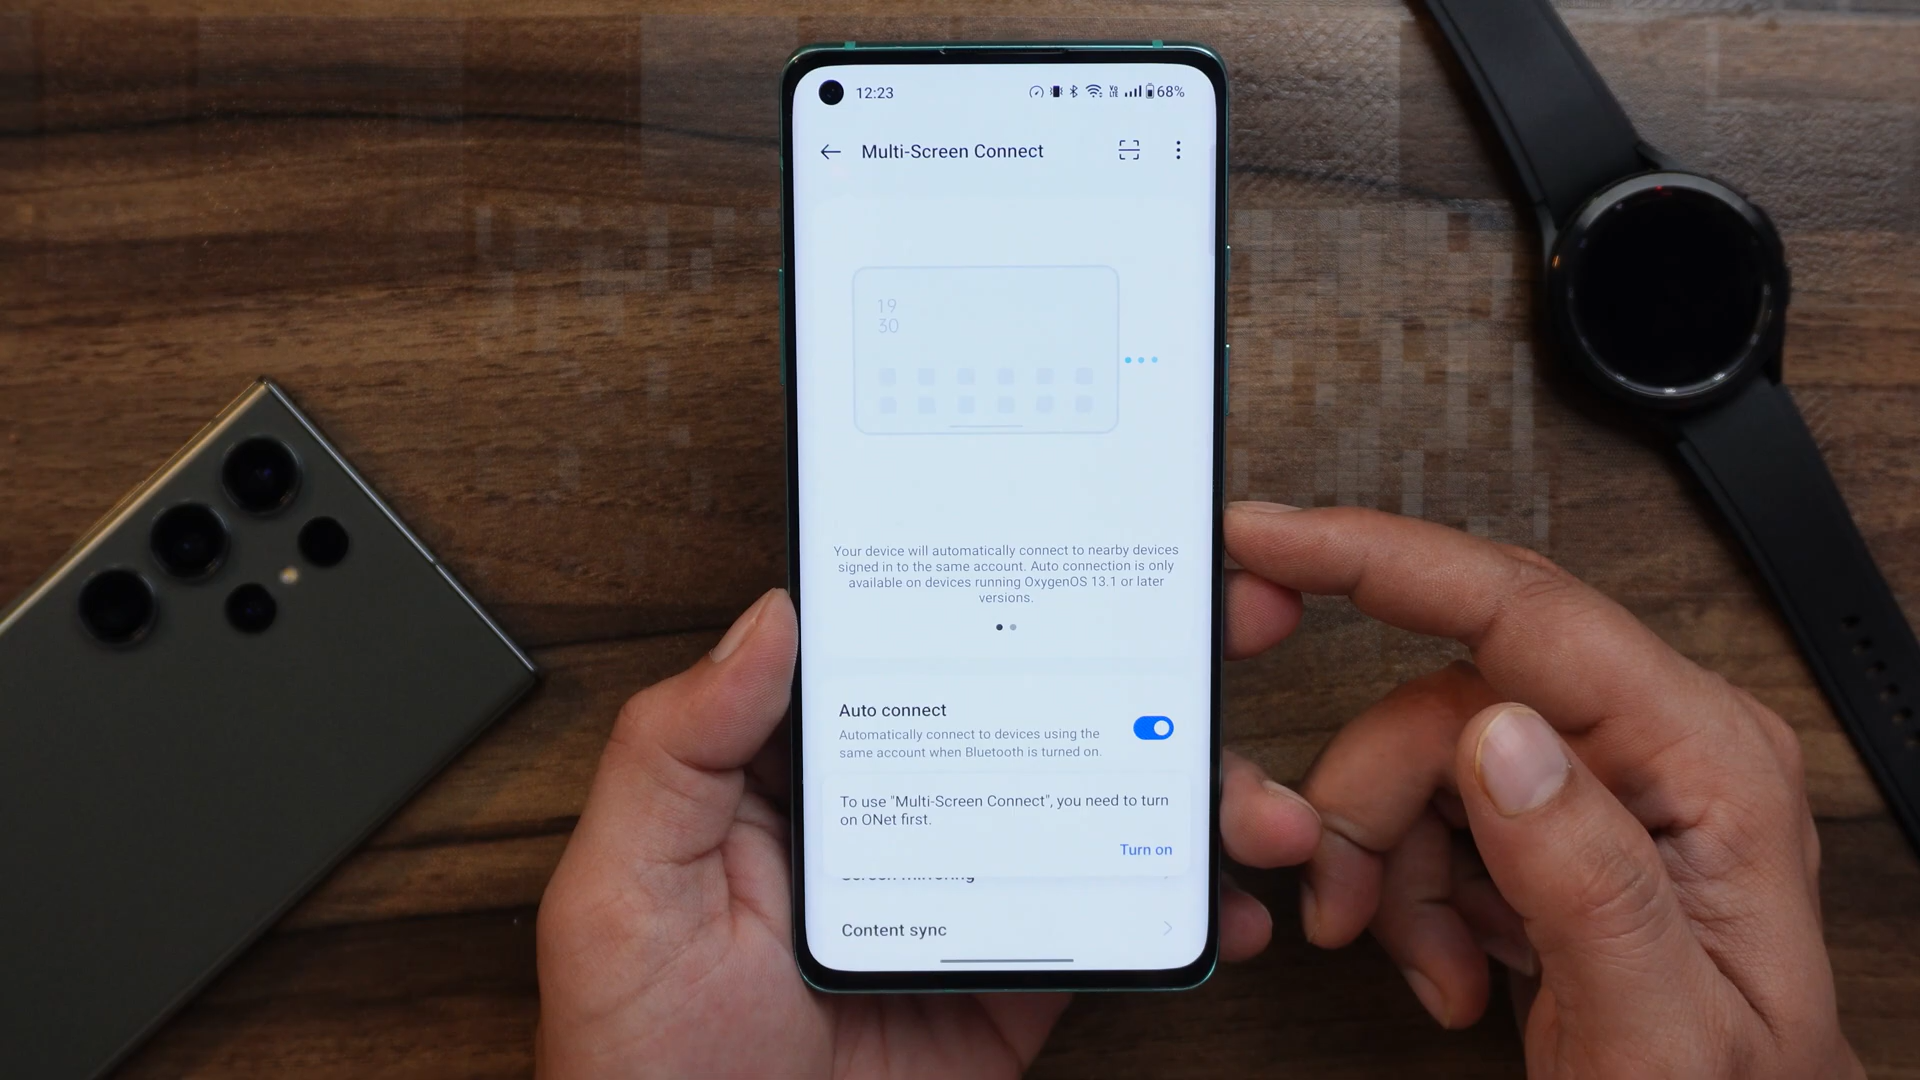 12:23
68%
Multi-Screen Connect
19
30
Your device will automatically connect to nearby devices
signed in to the same account. Auto connection is only
available on devices running OxygenOS 13.1 or later
versions.
Auto connect
Automatically connect to devices using the
same account when Bluetooth is turned on.
To use "Multi-Screen Connect", you need to turn
on ONet first.
Turn on
Screen mirroring
Content sync